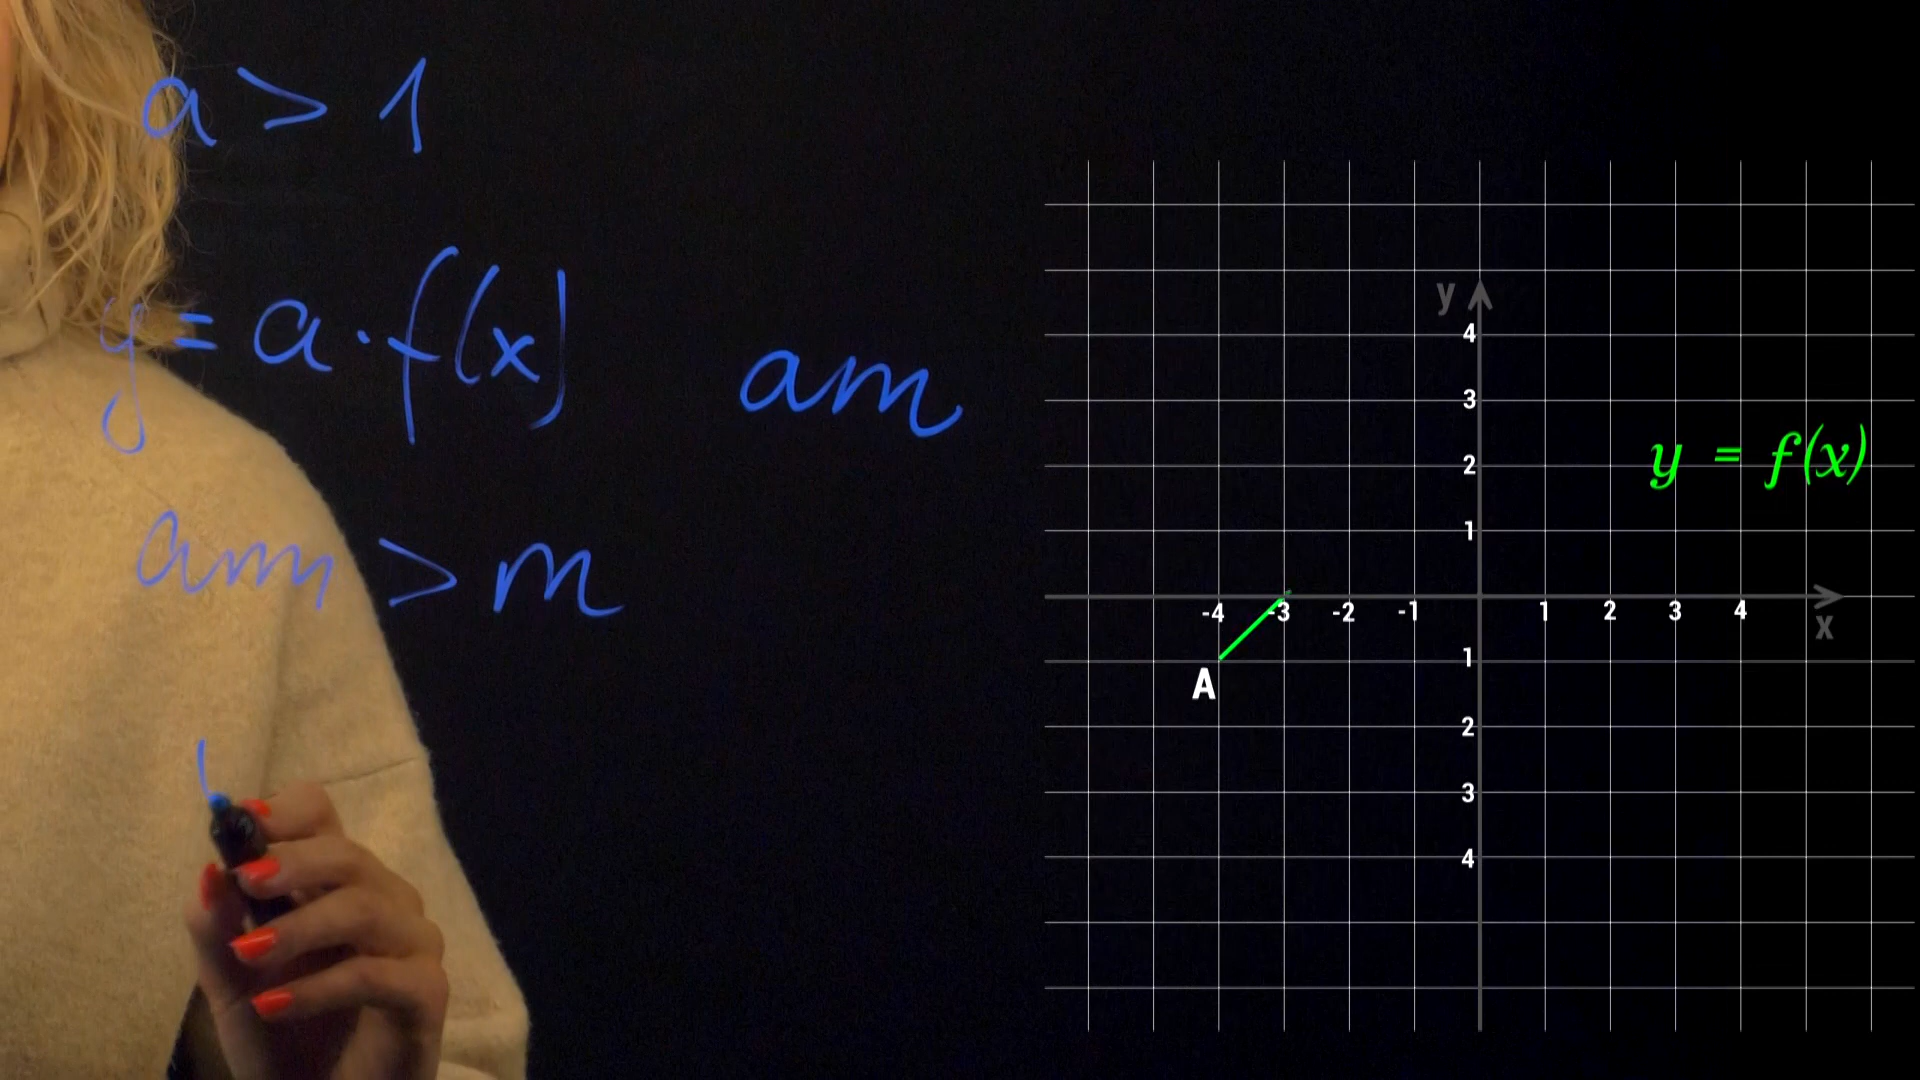 a > 1
y = a · f(x)
am
am > m
y
4
3
y = f(x)
2
1
-4 -3 -2 -1 1 2 3 4
x
1
A
2
3
4